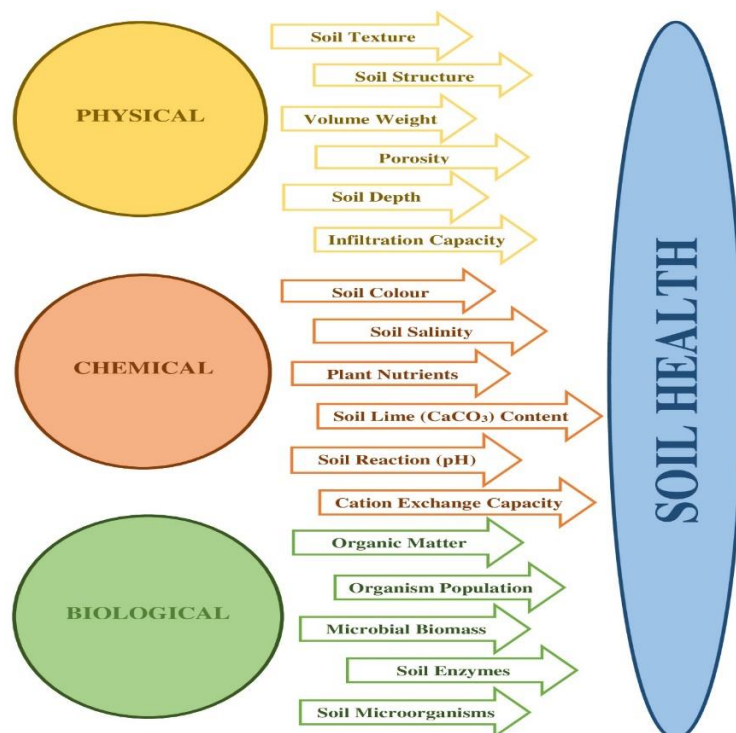 PHYSICAL
Soil Texture
Soil Structure
Volume Weight
Porosity
Soil Depth
Infiltration Capacity
CHEMICAL
Soil Colour
Soil Salinity
Plant Nutrients
Soil Lime (CaCO₃) Content
Soil Reaction (pH)
Cation Exchange Capacity
BIOLOGICAL
Organic Matter
Organism Population
Microbial Biomass
Soil Enzymes
Soil Microorganisms
SOIL HEALTH